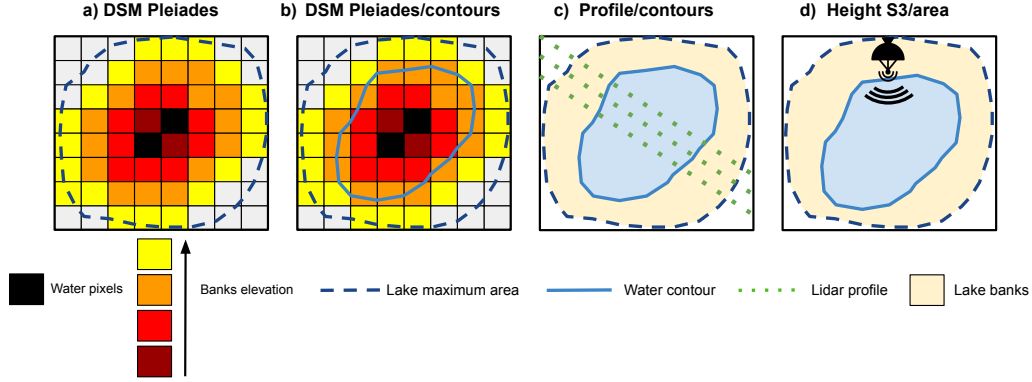 a) DSM Pleiades
b) DSM Pleiades/contours
c) Profile/contours
d) Height S3/area
Water pixels
Banks elevation
Lake maximum area
Water contour
Lidar profile
Lake banks